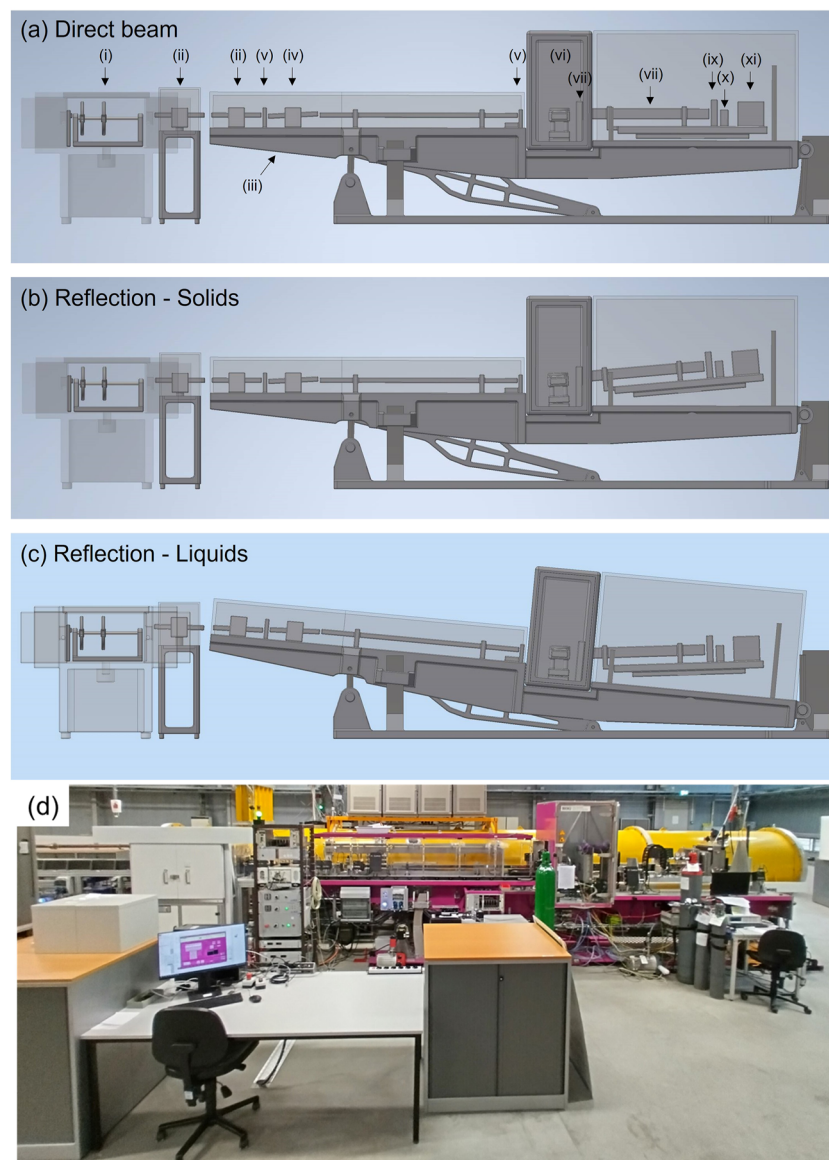 (a) Direct beam
(i) (ii) (ii) (v) (iv) (v) (vi) (vii) (vii) (ix) (x) (xi)
(iii)
(b) Reflection - Solids
(c) Reflection - Liquids
(d)